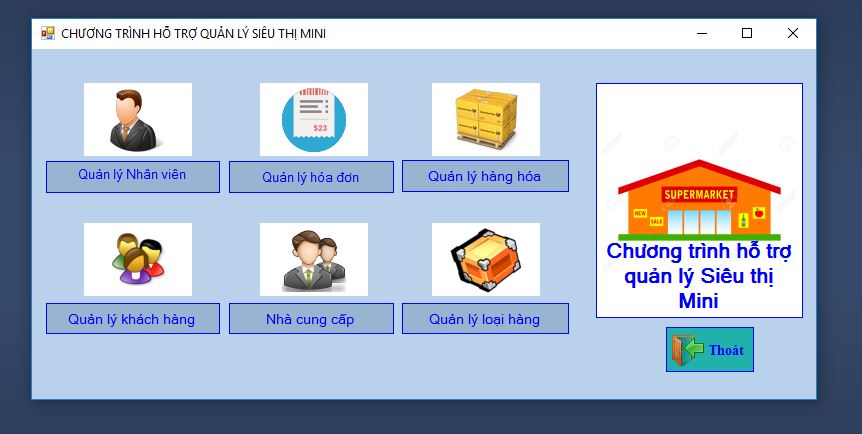 CHƯƠNG TRÌNH HỖ TRỢ QUẢN LÝ SIÊU THỊ MINI
$23
Quản lý Nhân viên
Quản lý hóa đơn
Quản lý hàng hóa
Quản lý khách hàng
Nhà cung cấp
Quản lý loại hàng
SUPERMARKET
NEW
SALE
Chương trình hỗ trợ
quản lý Siêu thị
Mini
Thoát